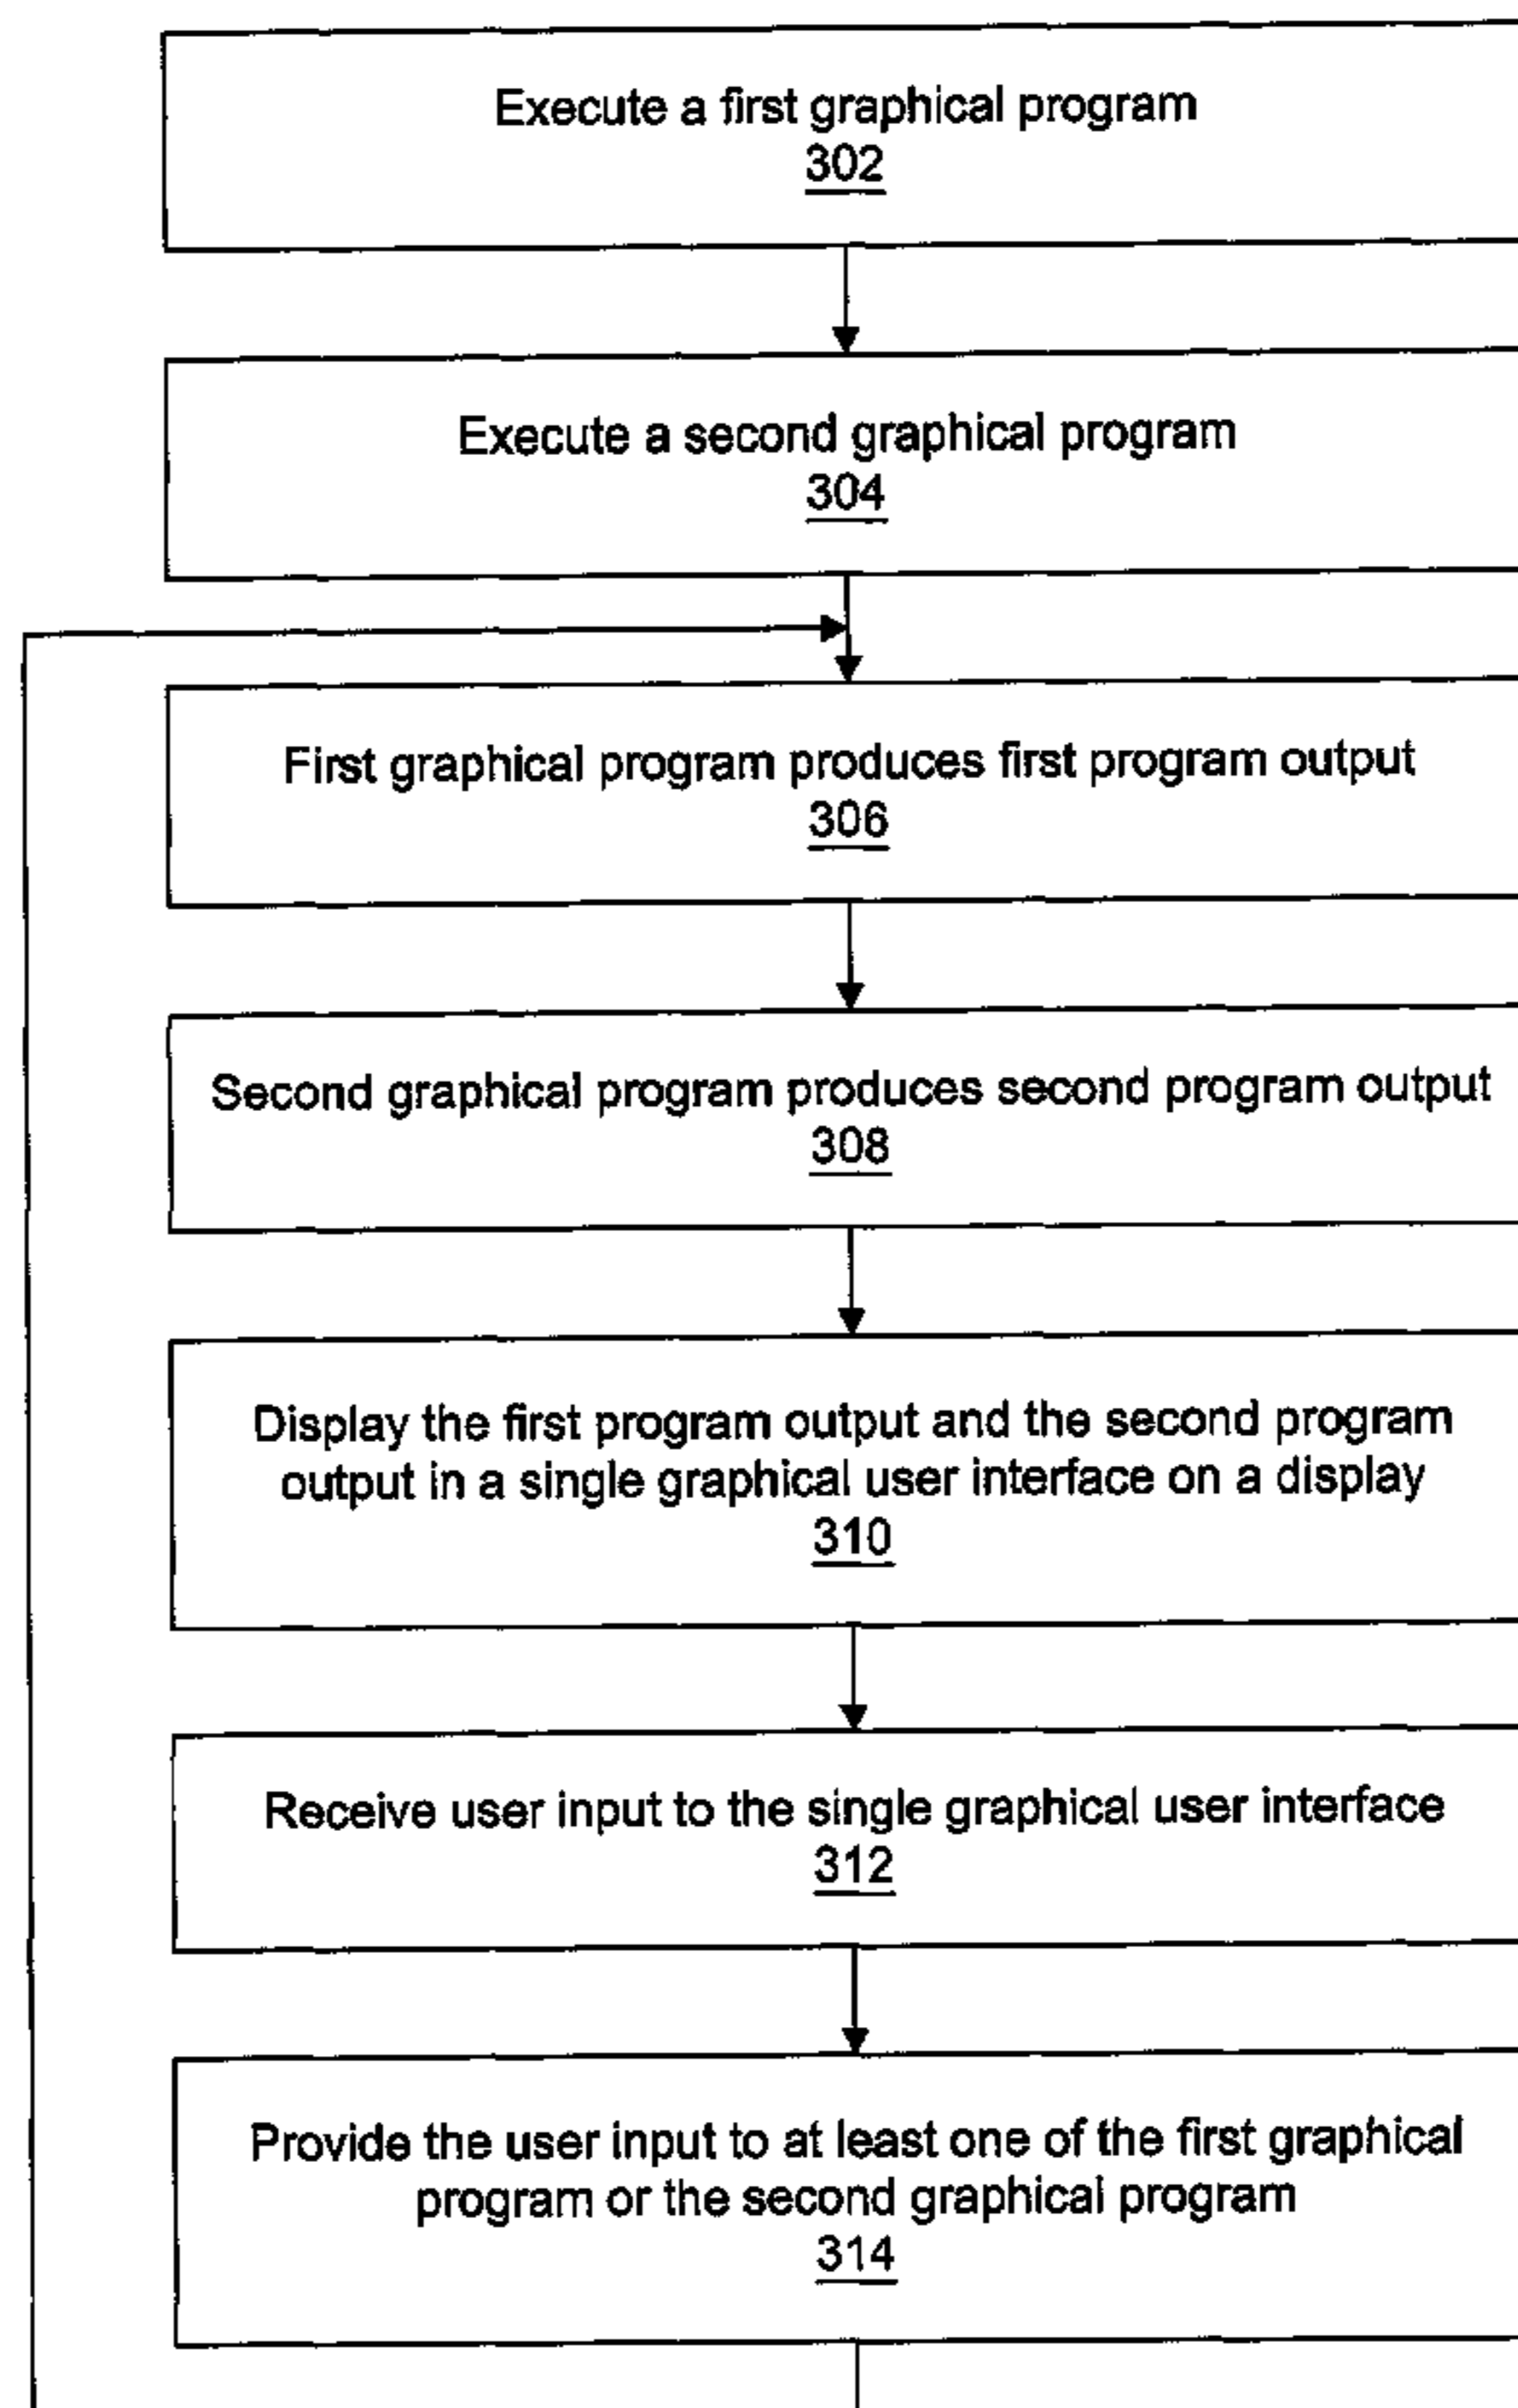 Execute a first graphical program
302
Execute a second graphical program
304
First graphical program produces first program output
306
Second graphical program produces second program output
308
Display the first program output and the second program
output in a single graphical user interface on a display
310
Receive user input to the single graphical user interface
312
Provide the user input to at least one of the first graphical
program or the second graphical program
314